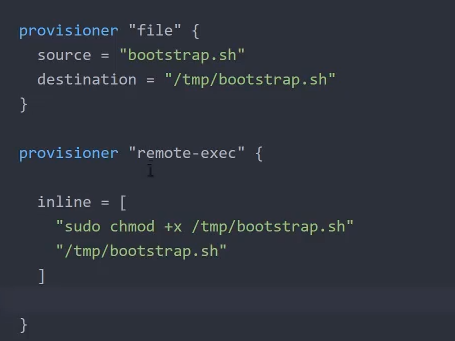 provisioner "file" {
  source = "bootstrap.sh"
  destination = "/tmp/bootstrap.sh"
}
provisioner "remote-exec" {
  inline = [
    "sudo chmod +x /tmp/bootstrap.sh"
    "/tmp/bootstrap.sh"
  ]
}